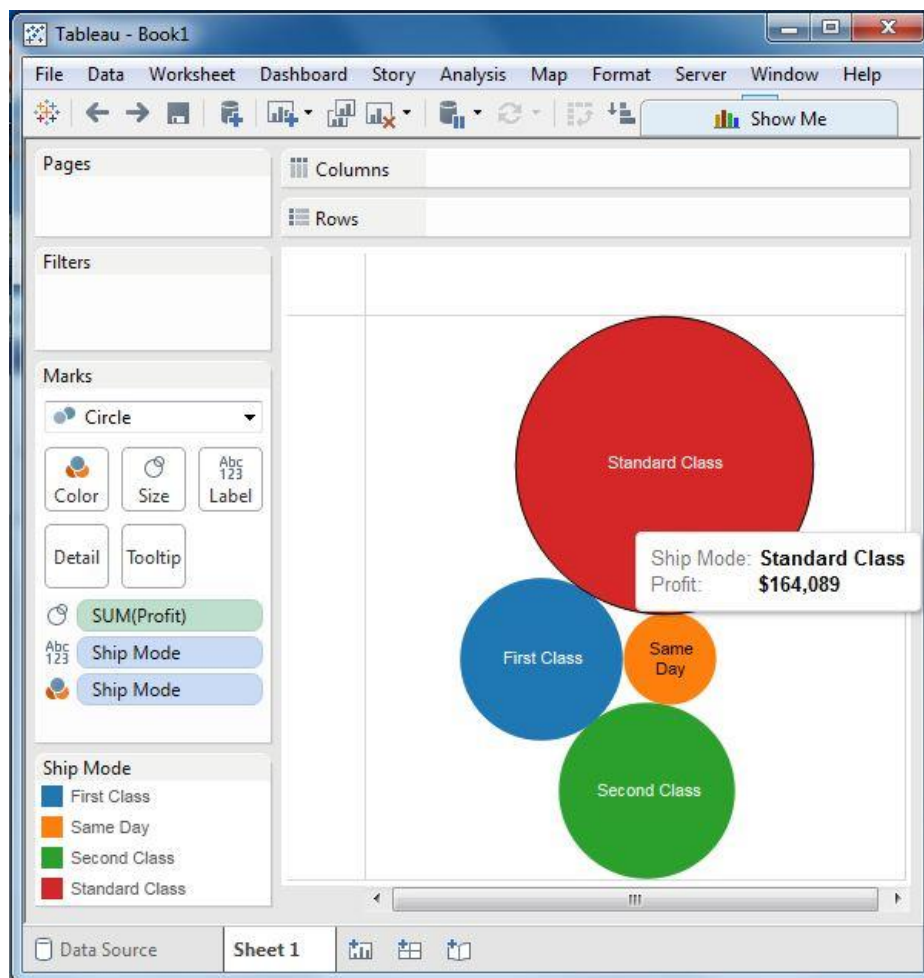 Tableau - Book1
File Data Worksheet Dashboard Story Analysis Map Format Server Window Help
Show Me
Pages
Columns
Rows
Filters
Marks
Circle
Color Size Abc 123 Label
Detail Tooltip
SUM(Profit)
Abc 123 Ship Mode
Ship Mode
Ship Mode
First Class
Same Day
Second Class
Standard Class
Standard Class
Ship Mode: Standard Class
Profit: $164,089
First Class
Same
Day
Second Class
Data Source Sheet 1